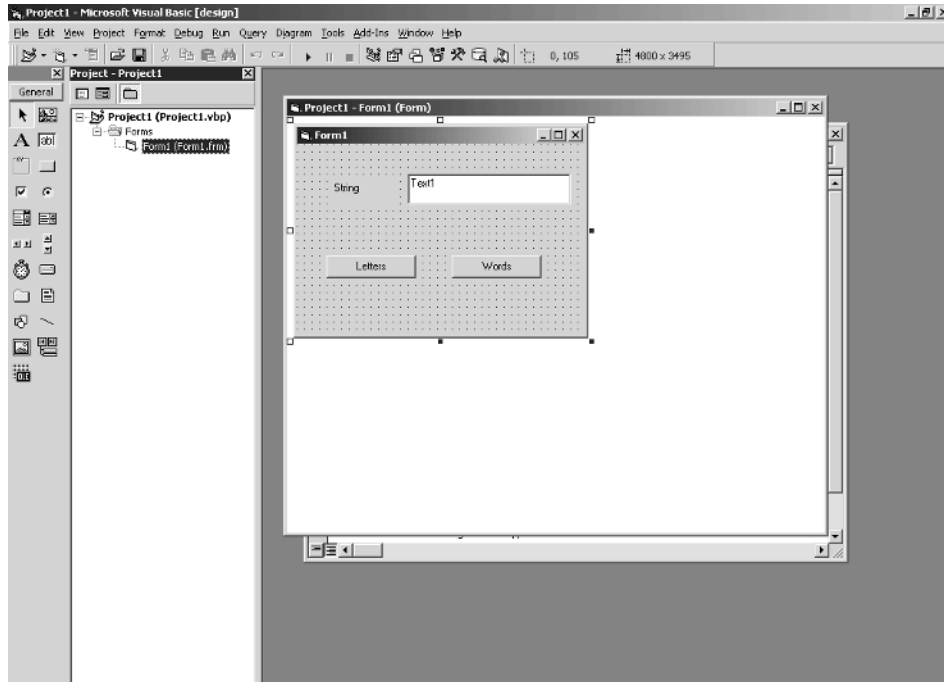 Project1 - Microsoft Visual Basic [design]
File Edit View Project Format Debug Run Query Diagram Tools Add-Ins Window Help
0, 105 4800 x 3495
Project - Project1
General
Project1 (Project1.vbp)
Forms
Form1 (Form1.frm)
Project1 - Form1 (Form)
Form1
String
Text1
Letters Words